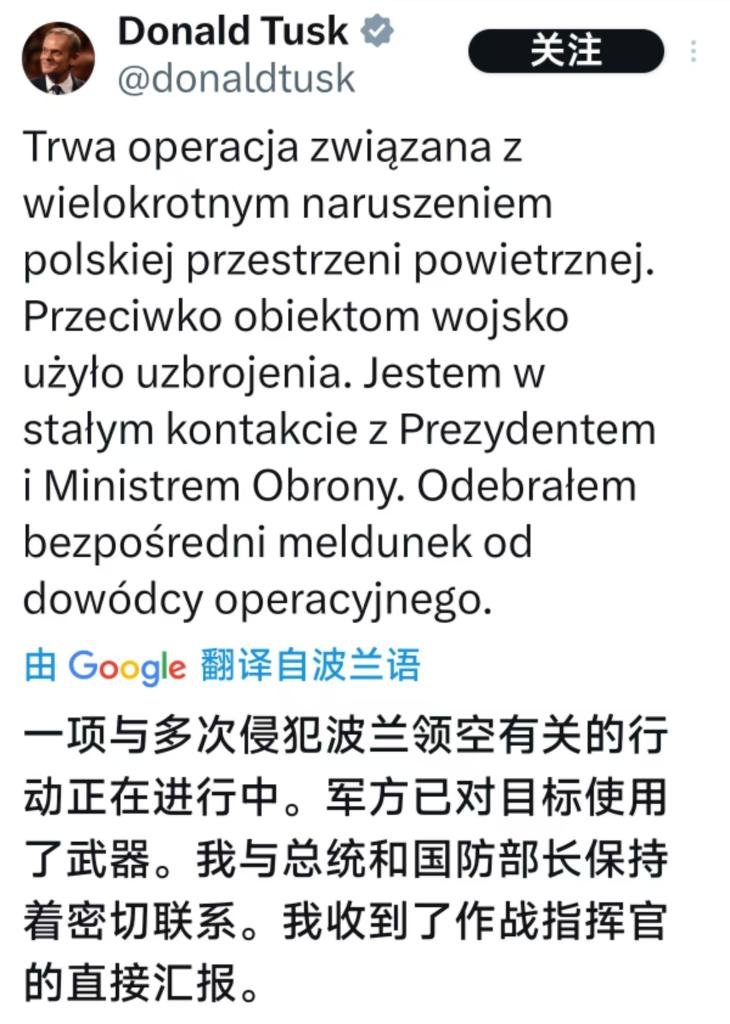 Donald Tusk
@donaldtusk
关注
Trwa operacja związana z
wielokrotnym naruszeniem
polskiej przestrzeni powietrznej.
Przeciwko obiektom wojsko
użyło uzbrojenia. Jestem w
stałym kontakcie z Prezydentem
i Ministrem Obrony. Odebrałem
bezpośredni meldunek od
dowódcy operacyjnego.
由 Google 翻译自波兰语
一项与多次侵犯波兰领空有关的行
动正在进行中。军方已对目标使用
了武器。我与总统和国防部长保持
着密切联系。我收到了作战指挥官
的直接汇报。